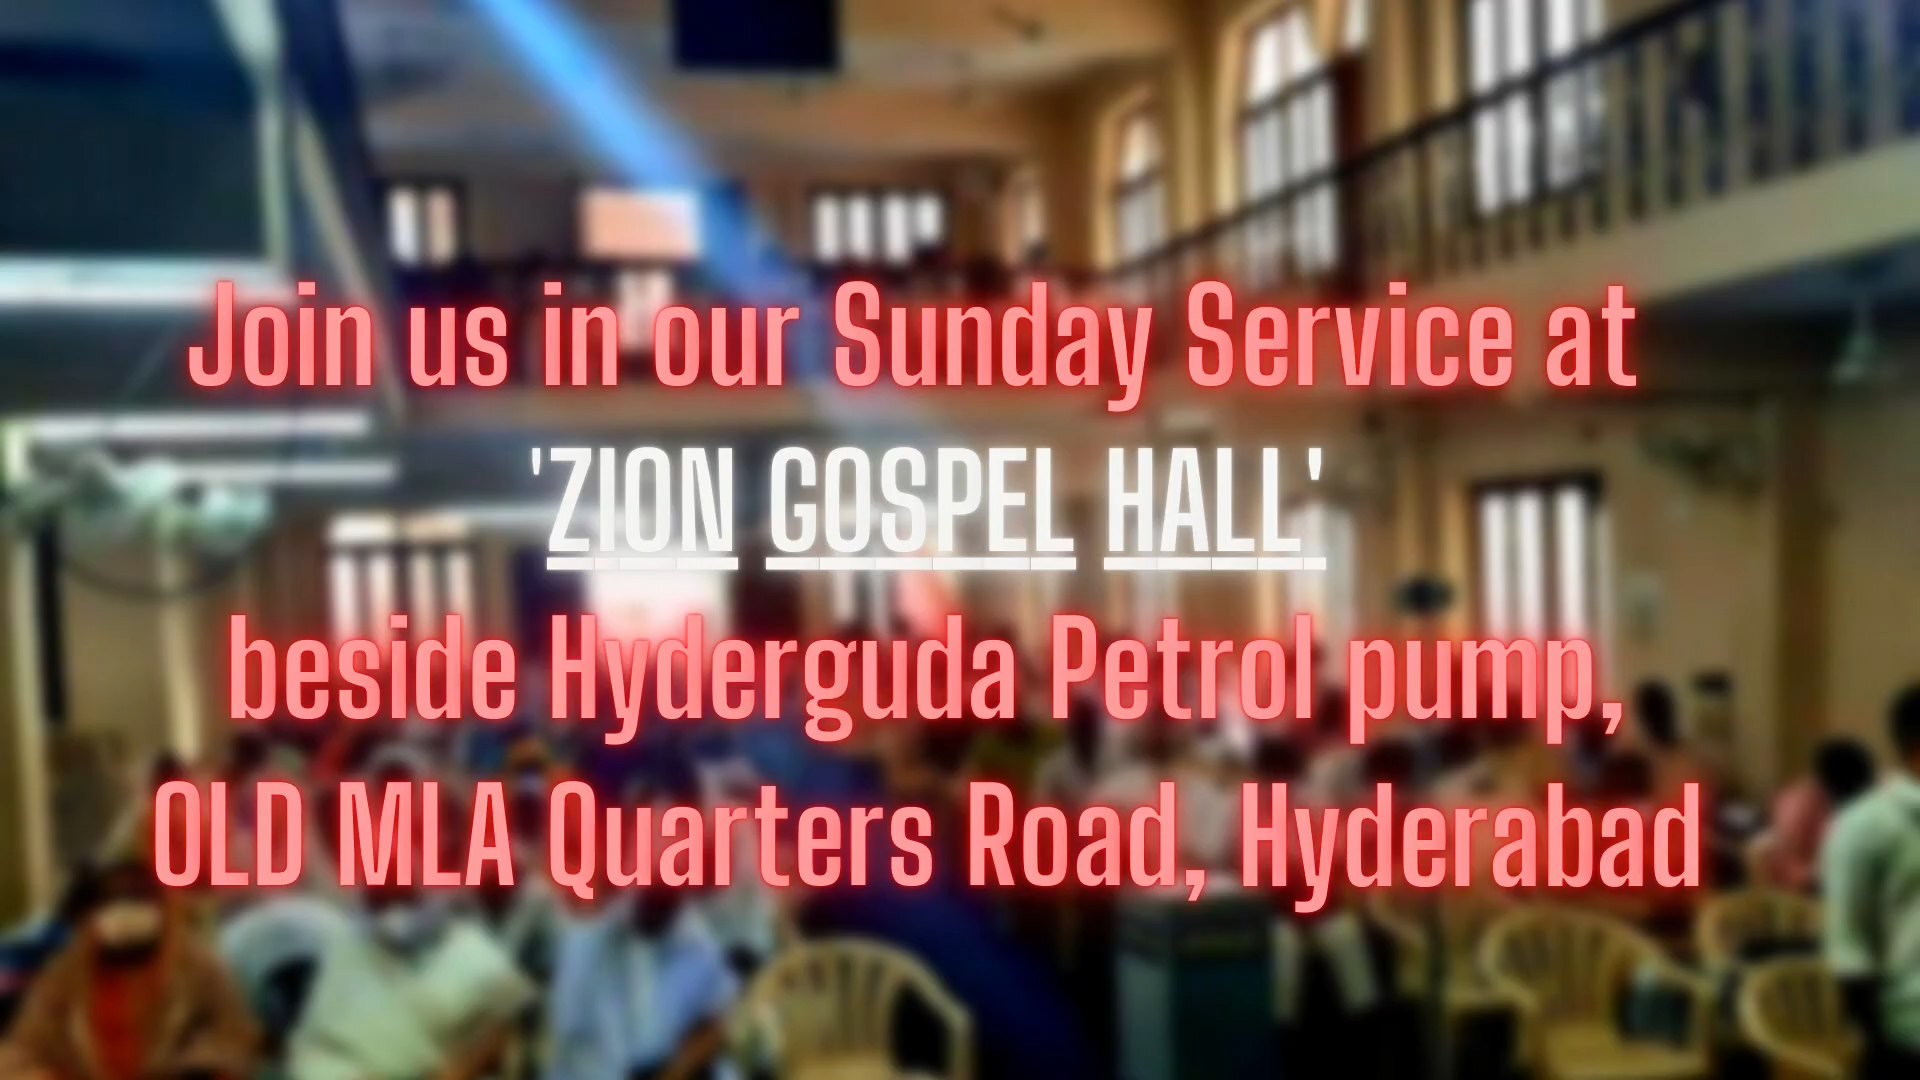 Join us in our Sunday Service at
'ZION GOSPEL HALL'
beside Hyderguda Petrol pump,
OLD MLA Quarters Road, Hyderabad